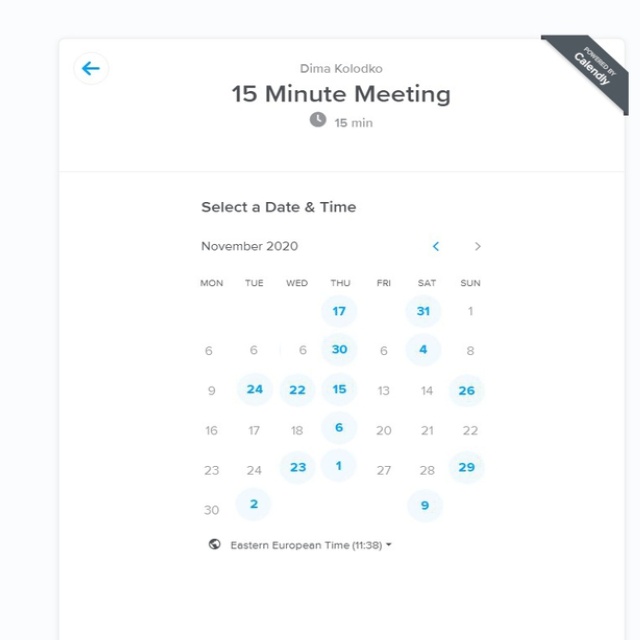 POWERED BY
Calendly
Dima Kolodko
15 Minute Meeting
15 min
Select a Date & Time
November 2020
MON TUE WED THU FRI SAT SUN
17 31 1
6 6 6 30 6 4 8
9 24 22 15 13 14 26
16 17 18 6 20 21 22
23 24 23 1 27 28 29
30 2 9
Eastern European Time (11:38)